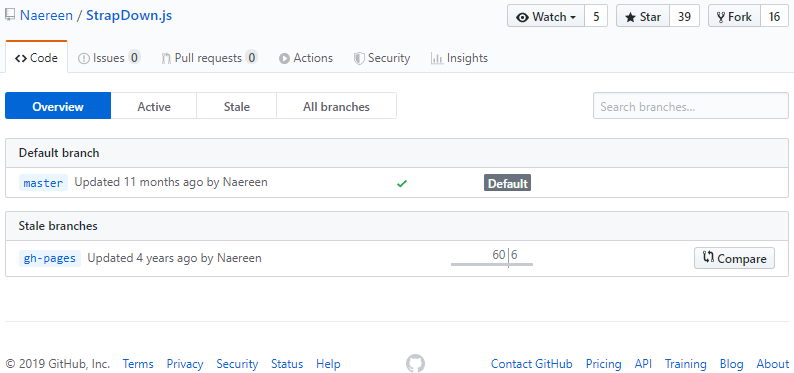 Naereen / StrapDown.js Watch 5 Star 39 Fork 16
Code Issues 0 Pull requests 0 Actions Security Insights
Overview Active Stale All branches Search branches...
Default branch
master Updated 11 months ago by Naereen Default
Stale branches
gh-pages Updated 4 years ago by Naereen 60 6 Compare
© 2019 GitHub, Inc. Terms Privacy Security Status Help Contact GitHub Pricing API Training Blog About